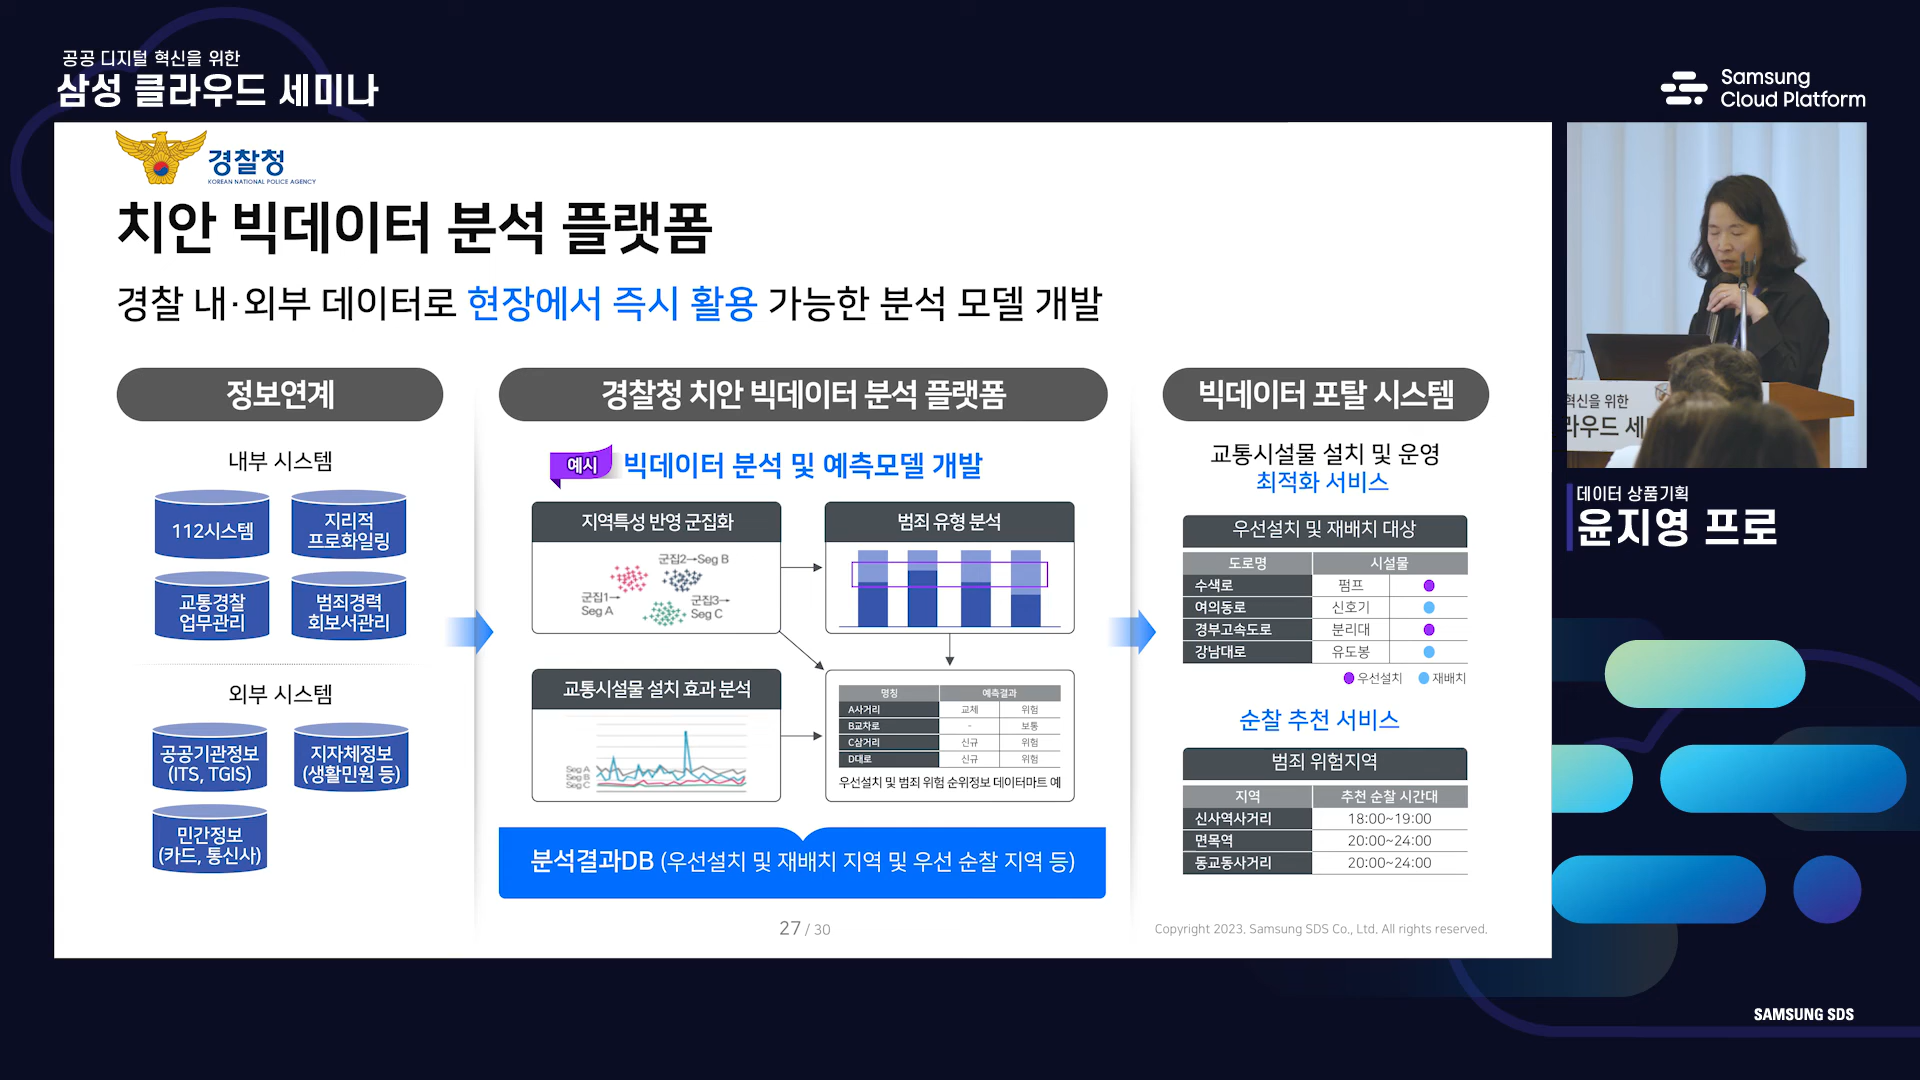 공공 디지털 혁신을 위한
삼성 클라우드 세미나
Samsung
Cloud Platform
경찰청
KOREAN NATIONAL POLICE AGENCY
치안 빅데이터 분석 플랫폼
경찰 내·외부 데이터로 현장에서 즉시 활용 가능한 분석 모델 개발
정보연계
내부 시스템
112시스템
지리적
프로화일링
교통경찰
업무관리
범죄경력
회보서관리
외부 시스템
공공기관정보
(ITS, TGIS)
지자체정보
(생활민원 등)
민간정보
(카드, 통신사)
경찰청 치안 빅데이터 분석 플랫폼
예시 빅데이터 분석 및 예측모델 개발
지역특성 반영 군집화
군집2→Seg B
군집1→
Seg A
군집3→
Seg C
범죄 유형 분석
교통시설물 설치 효과 분석
Seg A
Seg B
Seg C
명칭 예측결과
A사거리 교체 위험
B교차로 - 보통
C삼거리 신규 위험
D대로 신규 위험
우선설치 및 범죄 위험 순위정보 데이터마트 예
분석결과DB (우선설치 및 재배치 지역 및 우선 순찰 지역 등)
빅데이터 포탈 시스템
교통시설물 설치 및 운영
최적화 서비스
우선설치 및 재배치 대상
도로명 시설물
수색로 펌프
여의동로 신호기
경부고속도로 분리대
강남대로 유도봉
우선설치 재배치
순찰 추천 서비스
범죄 위험지역
지역 추천 순찰 시간대
신사역사거리 18:00~19:00
면목역 20:00~24:00
동교동사거리 20:00~24:00
27 / 30
Copyright 2023. Samsung SDS Co., Ltd. All rights reserved.
혁신을 위한
라우드 세
데이터 상품기획
윤지영 프로
SAMSUNG SDS